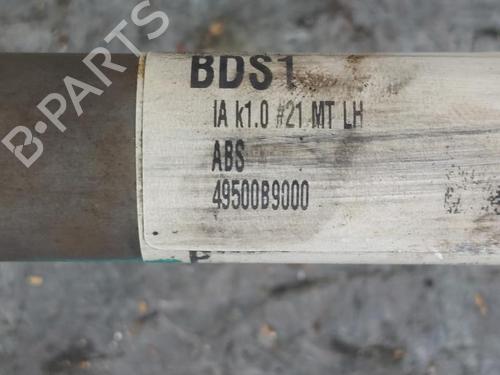 B-PARTS
BDS1
IA k1.0 #21 MT LH
ABS
49500B9000